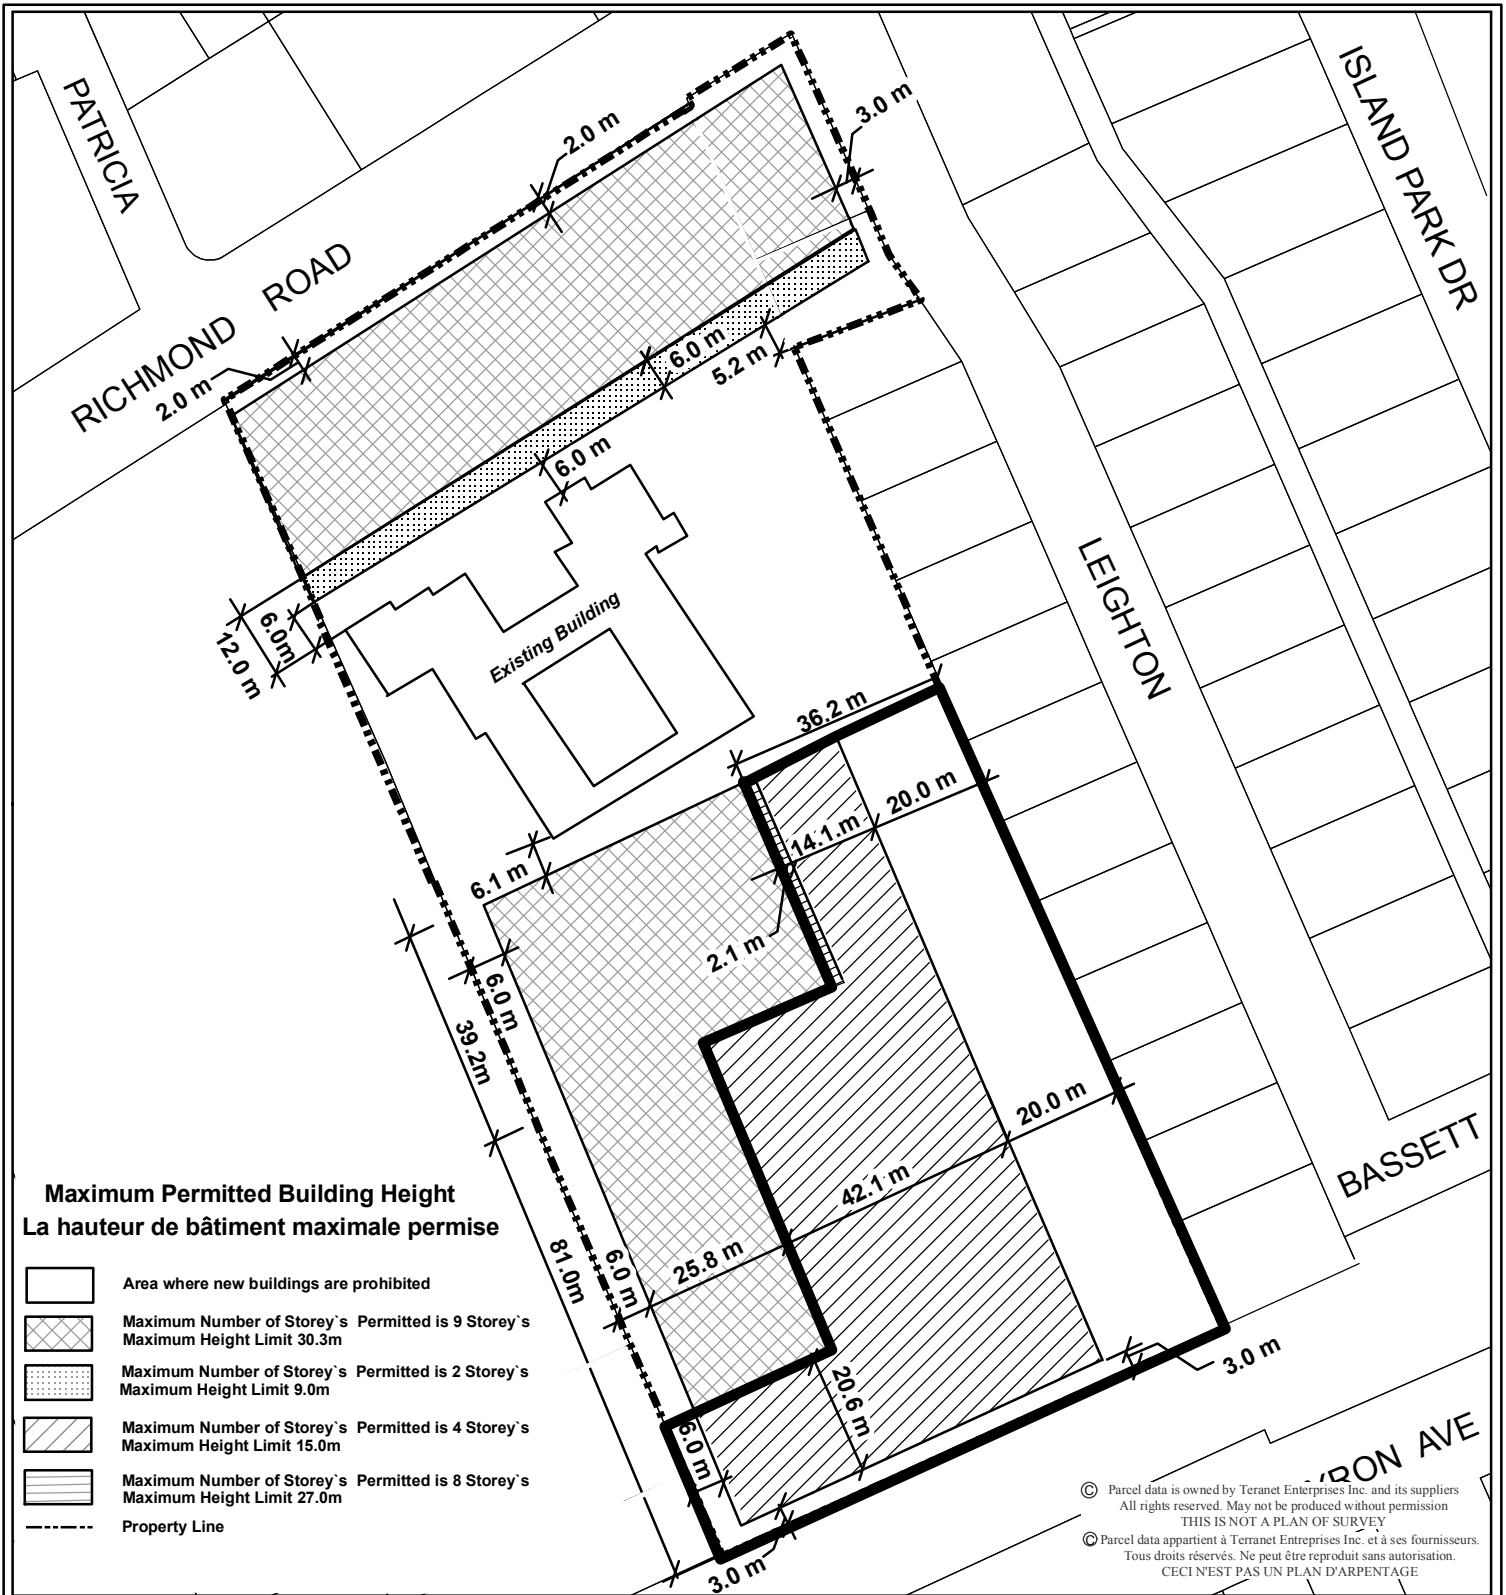 PATRICIA
ISLAND PARK DR
2.0 m
3.0 m
RICHMOND ROAD
2.0 m
6.0 m
5.2 m
6.0 m
LEIGHTON
Existing Building
6.0m
12.0 m
36.2 m
20.0 m
14.1.m
6.1 m
2.1 m
6.0 m
39.2m
20.0 m
BASSETT
42.1 m
25.8 m
6.0 m
81.0m
3.0 m
20.6 m
6.0 m
3.0 m
YRON AVE
Maximum Permitted Building Height
La hauteur de bâtiment maximale permise
Area where new buildings are prohibited
Maximum Number of Storey`s Permitted is 9 Storey`s
Maximum Height Limit 30.3m
Maximum Number of Storey`s Permitted is 2 Storey`s
Maximum Height Limit 9.0m
Maximum Number of Storey`s Permitted is 4 Storey`s
Maximum Height Limit 15.0m
Maximum Number of Storey`s Permitted is 8 Storey`s
Maximum Height Limit 27.0m
Property Line
© Parcel data is owned by Teranet Enterprises Inc. and its suppliers
All rights reserved. May not be produced without permission
THIS IS NOT A PLAN OF SURVEY
© Parcel data appartient à Terranet Entreprises Inc. et à ses fournisseurs.
Tous droits réservés. Ne peut être reproduit sans autorisation.
CECI N'EST PAS UN PLAN D'ARPENTAGE